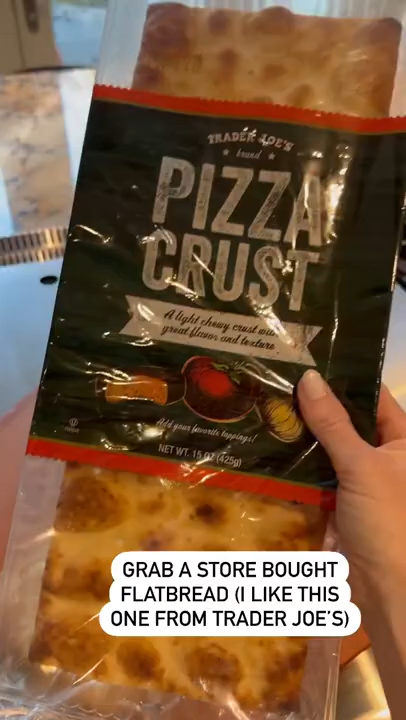 TRADER JOE'S
brand
PIZZA
CRUST
A light chewy crust with
great flavor and texture
Add your favorite toppings!
NET WT. 15 OZ (425g)
GRAB A STORE BOUGHT
FLATBREAD (I LIKE THIS
ONE FROM TRADER JOE'S)